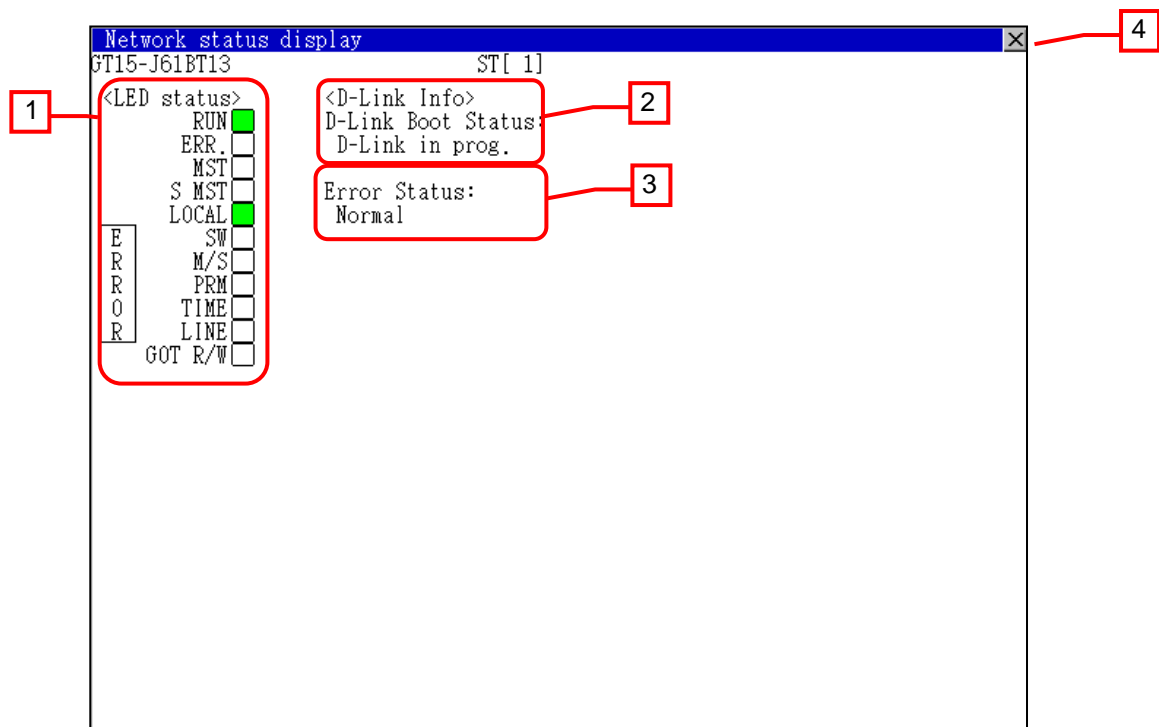 4
Network status display
GT15-J61BT13 ST[ 1]
1
<LED status>
RUN
ERR.
MST
S MST
LOCAL
SW
M/S
PRM
TIME
LINE
GOT R/W
ERROR
<D-Link Info>
D-Link Boot Status:
D-Link in prog.
2
Error Status:
Normal
3